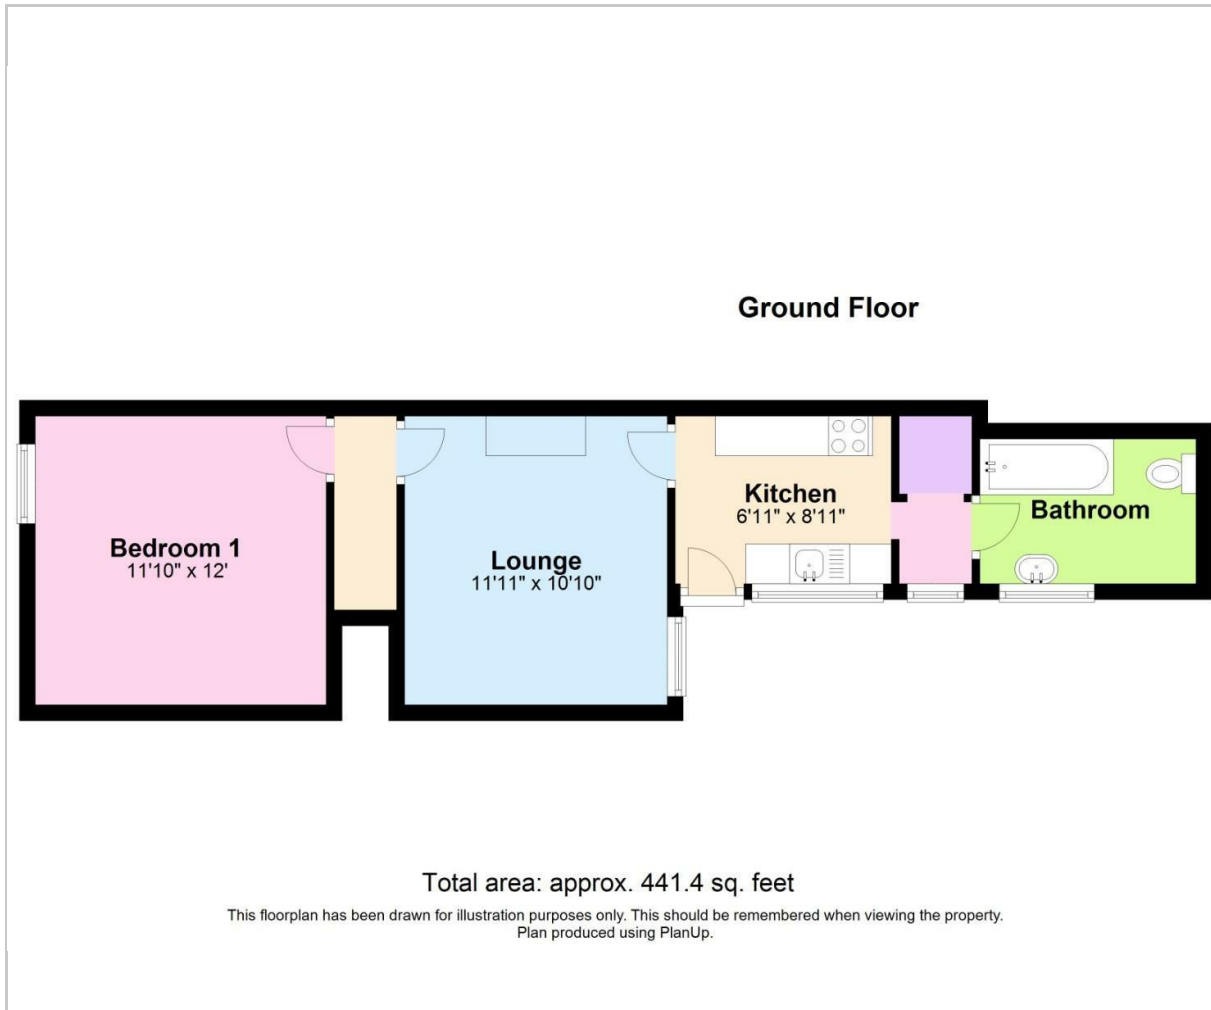 Ground Floor
Bedroom 1
11'10" x 12'
Lounge
11'11" x 10'10"
Kitchen
6'11" x 8'11"
Bathroom
Total area: approx. 441.4 sq. feet
This floorplan has been drawn for illustration purposes only. This should be remembered when viewing the property.
Plan produced using PlanUp.